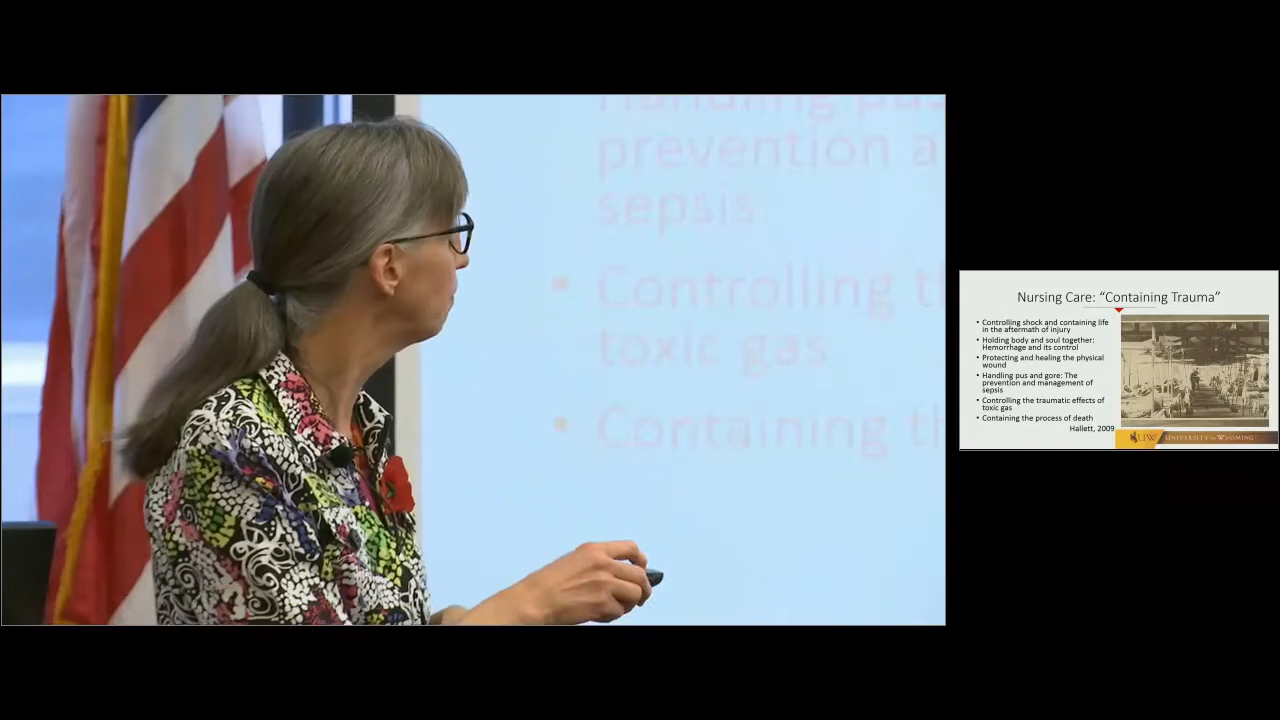 Handling pus
prevention a
sepsis
Controlling t
toxic gas
Containing t
Nursing Care: “Containing Trauma”
• Controlling shock and containing life
in the aftermath of injury
• Holding body and soul together:
Hemorrhage and its control
• Protecting and healing the physical
wound
• Handling pus and gore: The
prevention and management of
sepsis
• Controlling the traumatic effects of
toxic gas
• Containing the process of death
Hallett, 2009
UW UNIVERSITY OF WYOMING